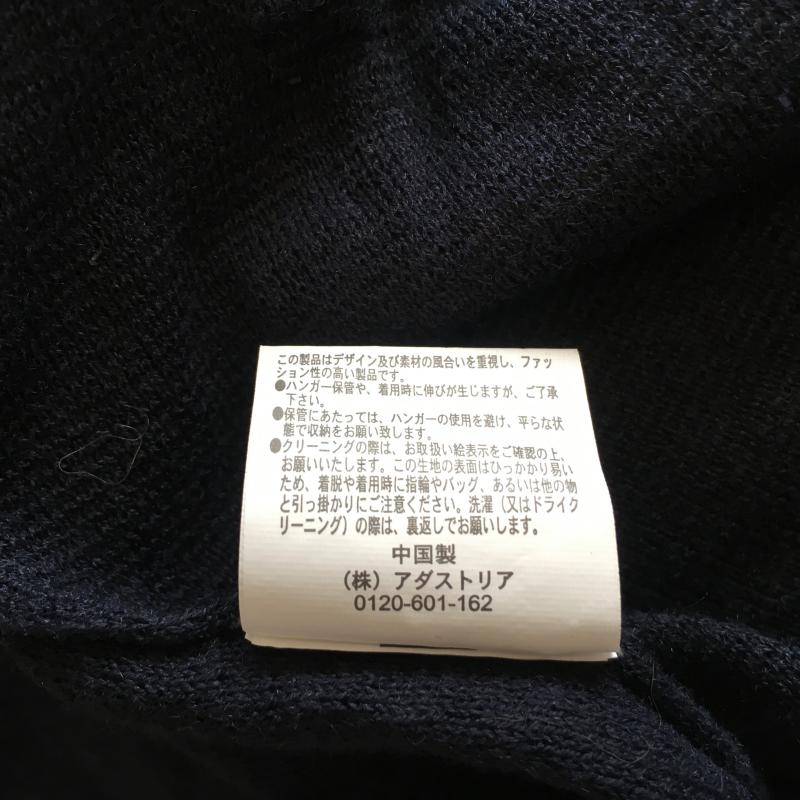 この製品はデザイン及び素材の風合いを重視し、ファッ
ション性の高い製品です。
●ハンガー保管や、着用時に伸びが生じますが、ご了承
下さい。
●保管にあたっては、ハンガーの使用を避け、平らな状
態で収納をお願い致します。
●クリーニングの際は、お取扱い絵表示をご確認の上、
お願いいたします。この生地の表面はひっかかり易い
ため、着脱や着用時に指輪やバッグ、あるいは他の物
と引っ掛かりにご注意ください。洗濯（又はドライク
リーニング）の際は、裏返しでお願いします。
中国製
（株）アダストリア
0120-601-162